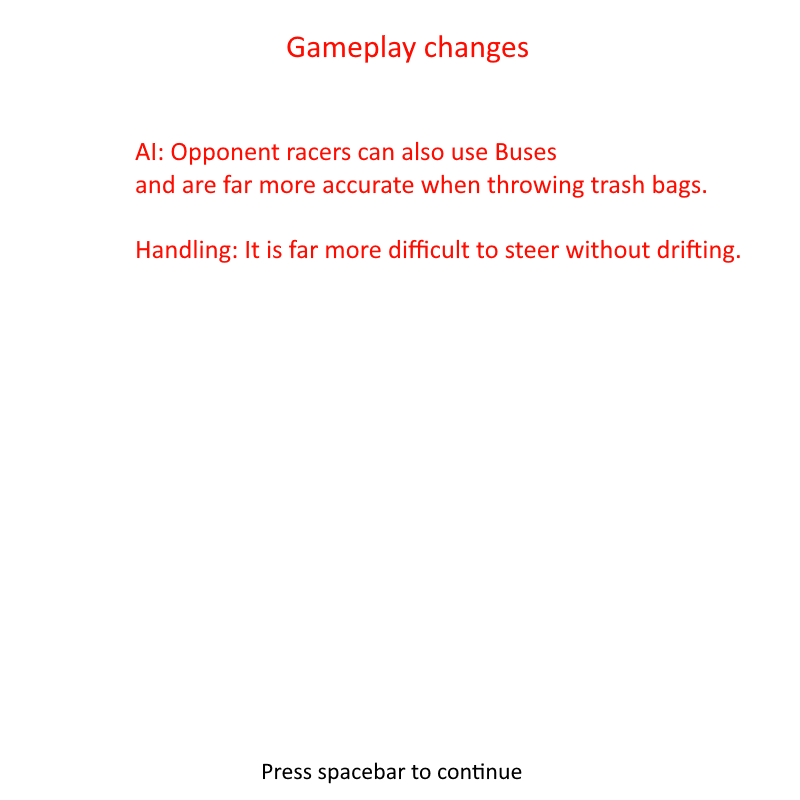 Gameplay changes
AI: Opponent racers can also use Buses
and are far more accurate when throwing trash bags.
Handling: It is far more difficult to steer without drifting.
Press spacebar to continue